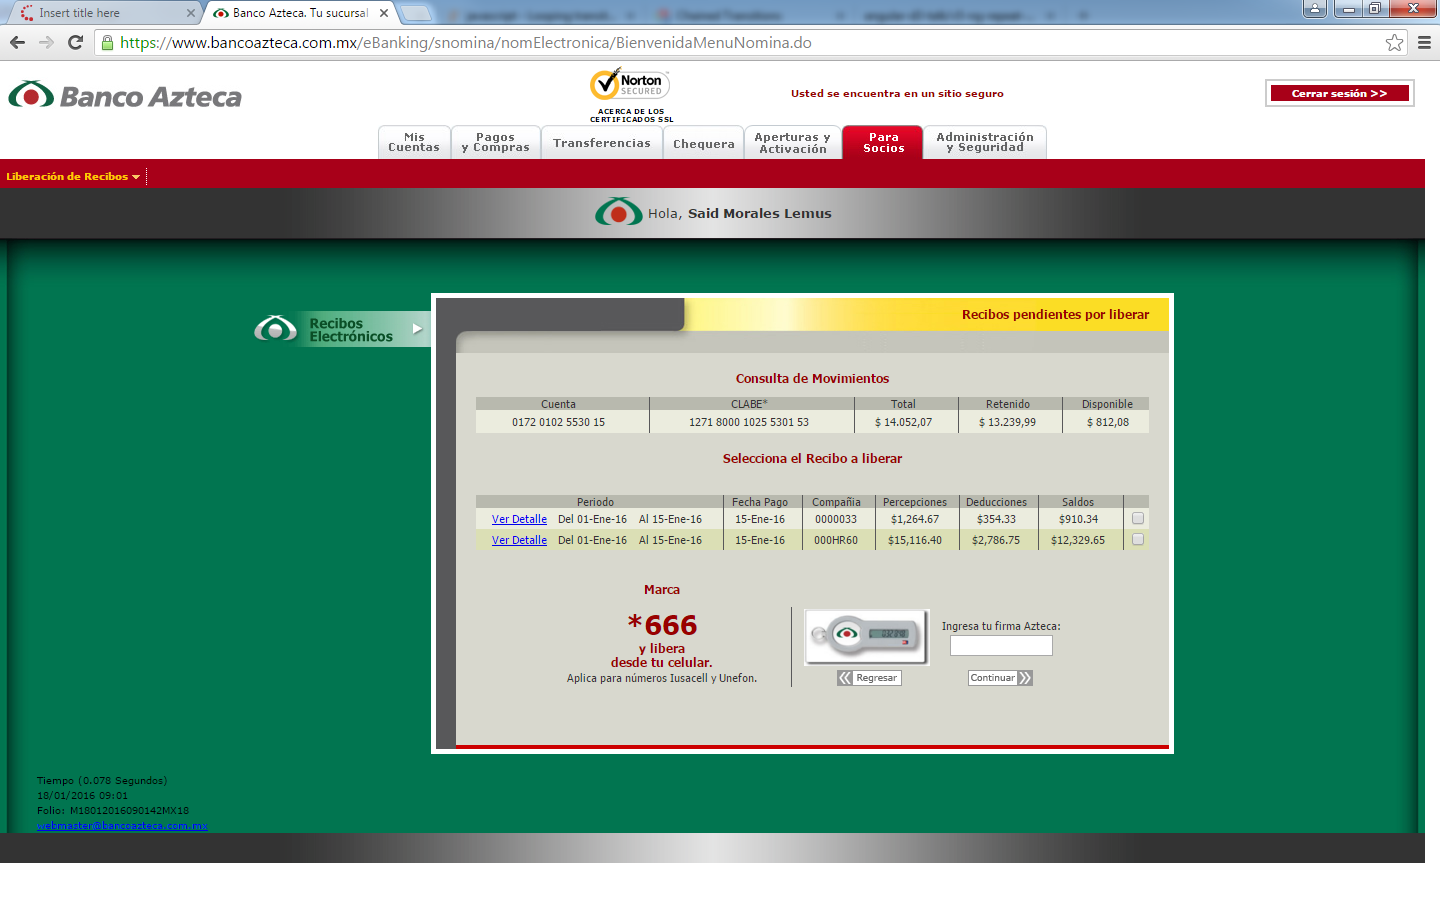 Insert title here
Banco Azteca. Tu sucursal
https://www.bancoazteca.com.mx/eBanking/snomina/nomElectronica/BienvenidaMenuNomina.do
Banco Azteca
Norton
SECURED
ACERCA DE LOS
CERTIFICADOS SSL
Usted se encuentra en un sitio seguro
Cerrar sesión >>
Mis
Cuentas
Pagos
y Compras
Transferencias
Chequera
Aperturas y
Activación
Para
Socios
Administración
y Seguridad
Liberación de Recibos
Hola, Said Morales Lemus
Recibos
Electrónicos
Recibos pendientes por liberar
Consulta de Movimientos
Cuenta CLABE* Total Retenido Disponible
0172 0102 5530 15 1271 8000 1025 5301 53 $ 14.052,07 $ 13.239,99 $ 812,08
Selecciona el Recibo a liberar
Periodo Fecha Pago Compañia Percepciones Deducciones Saldos
Ver Detalle Del 01-Ene-16 Al 15-Ene-16 15-Ene-16 0000033 $1,264.67 $354.33 $910.34
Ver Detalle Del 01-Ene-16 Al 15-Ene-16 15-Ene-16 000HR60 $15,116.40 $2,786.75 $12,329.65
Marca
*666
y libera
desde tu celular.
Aplica para números Iusacell y Unefon.
Ingresa tu firma Azteca:
Regresar
Continuar
Tiempo (0.078 Segundos)
18/01/2016 09:01
Folio: M18012016090142MX18
webmaster@bancoazteca.com.mx